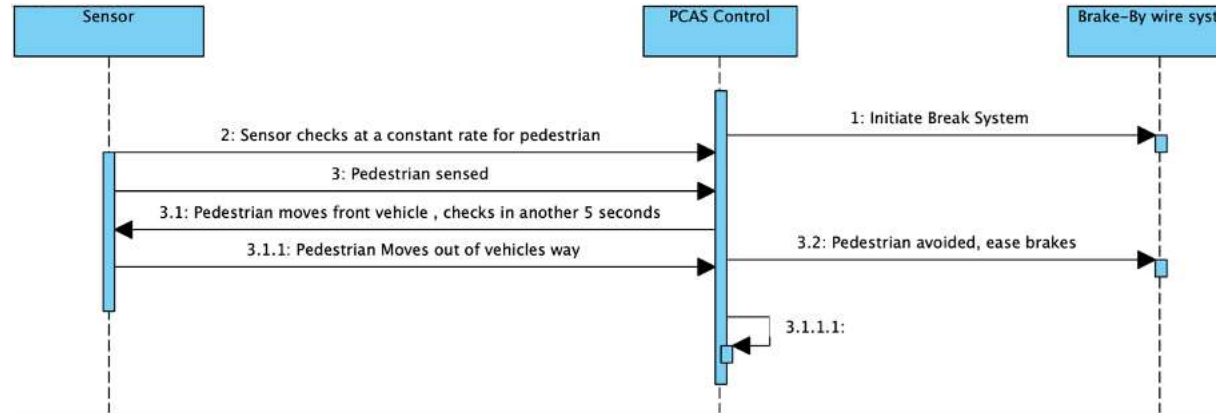 Sensor
PCAS Control
Brake-By wire syst
1: Initiate Break System
2: Sensor checks at a constant rate for pedestrian
3: Pedestrian sensed
3.1: Pedestrian moves front vehicle , checks in another 5 seconds
3.1.1: Pedestrian Moves out of vehicles way
3.2: Pedestrian avoided, ease brakes
3.1.1.1: